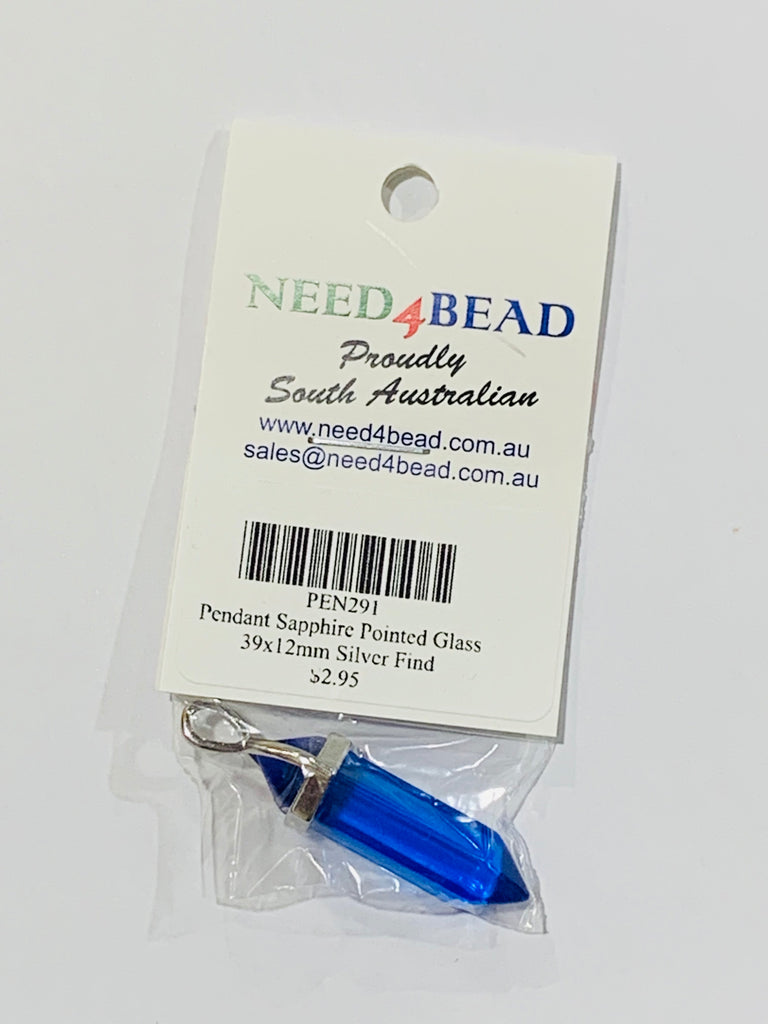 NEED4BEAD
Proudly
South Australian
www.need4bead.com.au
sales@need4bead.com.au
PEN291
Pendant Sapphire Pointed Glass
39x12mm Silver Find
$2.95